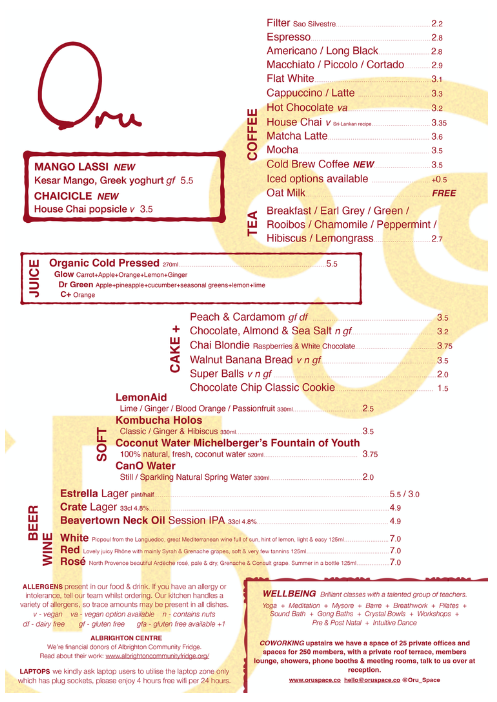 Oru
MANGO LASSI NEW
Kesar Mango, Greek yoghurt gf 5.5
CHAICICLE NEW
House Chai popsicle v 3.5
COFFEE
Filter Sao Silvestre 2.2
Espresso 2.8
Americano / Long Black 2.8
Macchiato / Piccolo / Cortado 2.9
Flat White 3.1
Cappuccino / Latte 3.3
Hot Chocolate va 3.2
House Chai v Sri Lankan recipe 3.35
Matcha Latte 3.6
Mocha 3.5
Cold Brew Coffee NEW 3.5
Iced options available +0.5
Oat Milk FREE
TEA
Breakfast / Earl Grey / Green /
Rooibos / Chamomile / Peppermint /
Hibiscus / Lemongrass 2.7
JUICE
Organic Cold Pressed 270ml 5.5
Glow Carrot+Apple+Orange+Lemon+Ginger
Dr Green Apple+pineapple+cucumber+seasonal greens+lemon+lime
C+ Orange
CAKE +
Peach & Cardamom gf df 3.5
Chocolate, Almond & Sea Salt n gf 3.2
Chai Blondie Raspberries & White Chocolate 3.75
Walnut Banana Bread v n gf 3.5
Super Balls v n gf 2.0
Chocolate Chip Classic Cookie 1.5
SOFT
LemonAid
Lime / Ginger / Blood Orange / Passionfruit 330ml 2.5
Kombucha Holos
Classic / Ginger & Hibiscus 330ml 3.5
Coconut Water Michelberger's Fountain of Youth
100% natural, fresh, coconut water 520ml 3.75
CanO Water
Still / Sparkling Natural Spring Water 330ml 2.0
BEER
Estrella Lager pint/half 5.5 / 3.0
Crate Lager 33cl 4.8% 4.9
Beavertown Neck Oil Session IPA 33cl 4.8% 4.9
WINE
White Picpoul from the Languedoc, great Mediterranean wine full of sun, hint of lemon, light & easy 125ml 7.0
Red Lovely juicy Rhône with mainly Syrah & Grenache grapes, soft & very few tannins 125ml 7.0
Rosé North Provence beautiful Ardèche rosé, pale & dry, Grenache & Consult grape. Summer in a bottle 125ml 7.0
ALLERGENS present in our food & drink. If you have an allergy or
intolerance, tell our team whilst ordering. Our kitchen handles a
variety of allergens, so trace amounts may be present in all dishes.
v - vegan va - vegan option available n - contains nuts
df - dairy free gf - gluten free gfa - gluten free available +1
ALBRIGHTON CENTRE
We're financial donors of Albrighton Community Fridge.
Read about their work: www.albrightoncommunityfridge.org/
LAPTOPS we kindly ask laptop users to utilise the laptop zone only
which has plug sockets, please enjoy 4 hours free wifi per 24 hours.
WELLBEING Brilliant classes with a talented group of teachers.
Yoga + Meditation + Mysore + Barre + Breathwork + Pilates +
Sound Bath + Gong Baths + Crystal Bowls + Workshops +
Pre & Post Natal + Intuitive Dance
COWORKING upstairs we have a space of 25 private offices and
spaces for 250 members, with a private roof terrace, members
lounge, showers, phone booths & meeting rooms, talk to us over at
reception.
www.oruspace.co hello@oruspace.co @Oru_Space